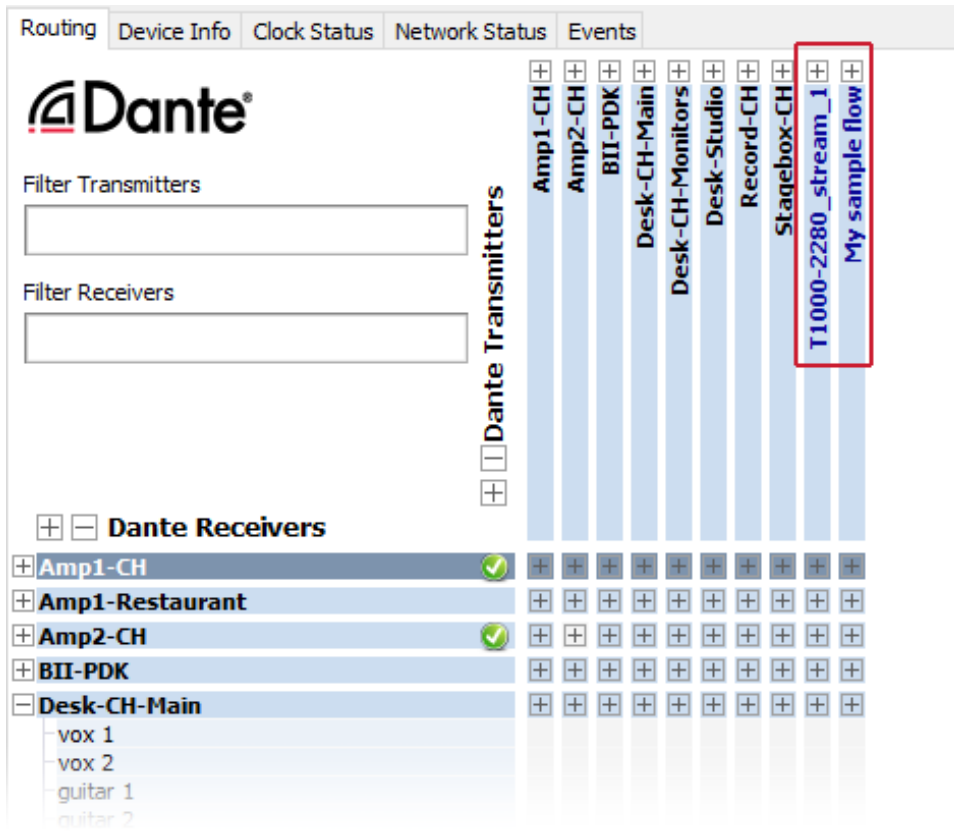 Routing
Device Info
Clock Status
Network Status
Events
Dante®
Filter Transmitters
Filter Receivers
Dante Transmitters
Amp1-CH
Amp2-CH
BII-PDK
Desk-CH-Main
Desk-CH-Monitors
Desk-Studio
Record-CH
Stagebox-CH
T1000-2280_stream_1
My sample flow
Dante Receivers
Amp1-CH
Amp1-Restaurant
Amp2-CH
BII-PDK
Desk-CH-Main
vox 1
vox 2
guitar 1
guitar 2